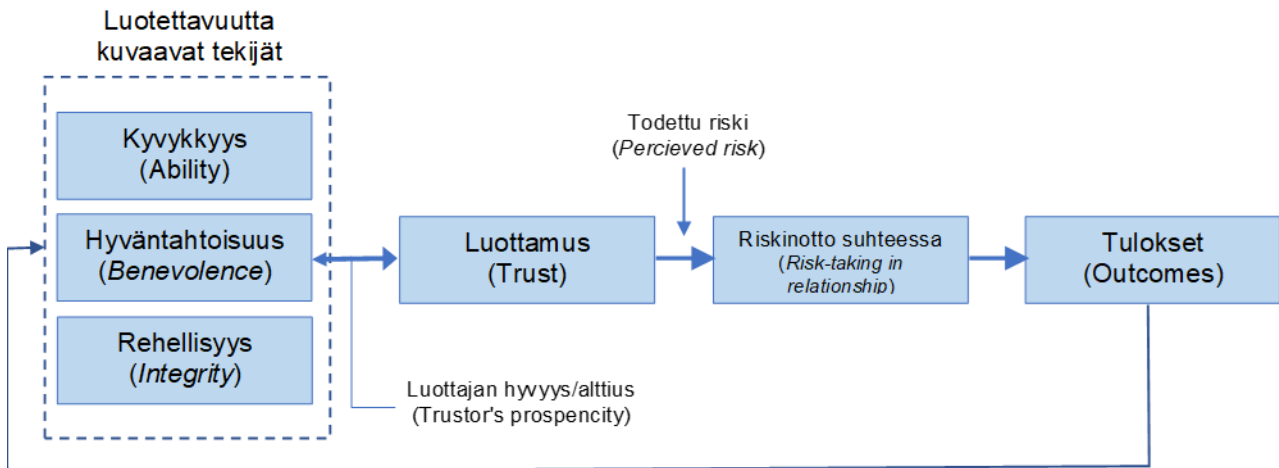 Luotettavuutta
kuvaavat tekijät
Kyvykkyys
(Ability)
Hyväntahtoisuus
(Benevolence)
Rehellisyys
(Integrity)
Luottamus
(Trust)
Todettu riski
(Percieved risk)
Riskinotto suhteessa
(Risk-taking in
relationship)
Tulokset
(Outcomes)
Luottajan hyvyys/alttius
(Trustor's prospencity)